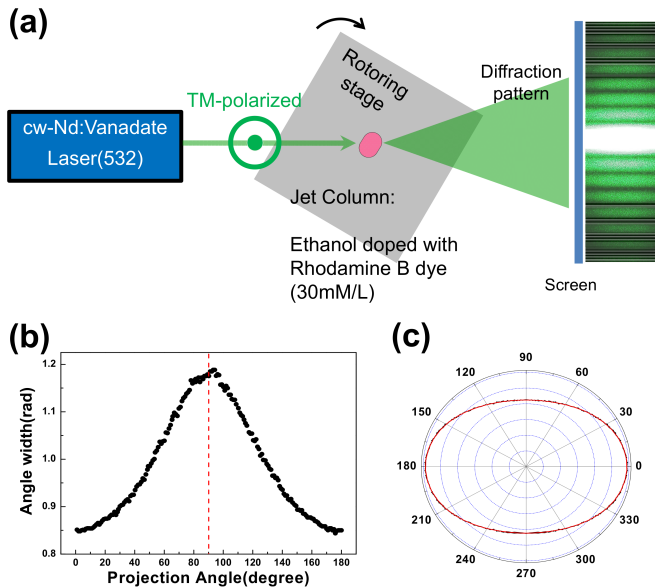 (a)
TM-polarized
cw-Nd:Vanadate
Laser(532)
Rotoring
stage
Diffraction
pattern
Jet Column:
Ethanol doped with
Rhodamine B dye
(30mM/L)
Screen
(b)
1.2
1.1
1.0
0.9
0.8
Angle width(rad)
0 20 40 60 80 100 120 140 160 180
Projection Angle(degree)
(c)
90
120 60
150 30
180 0
210 330
240 300
270